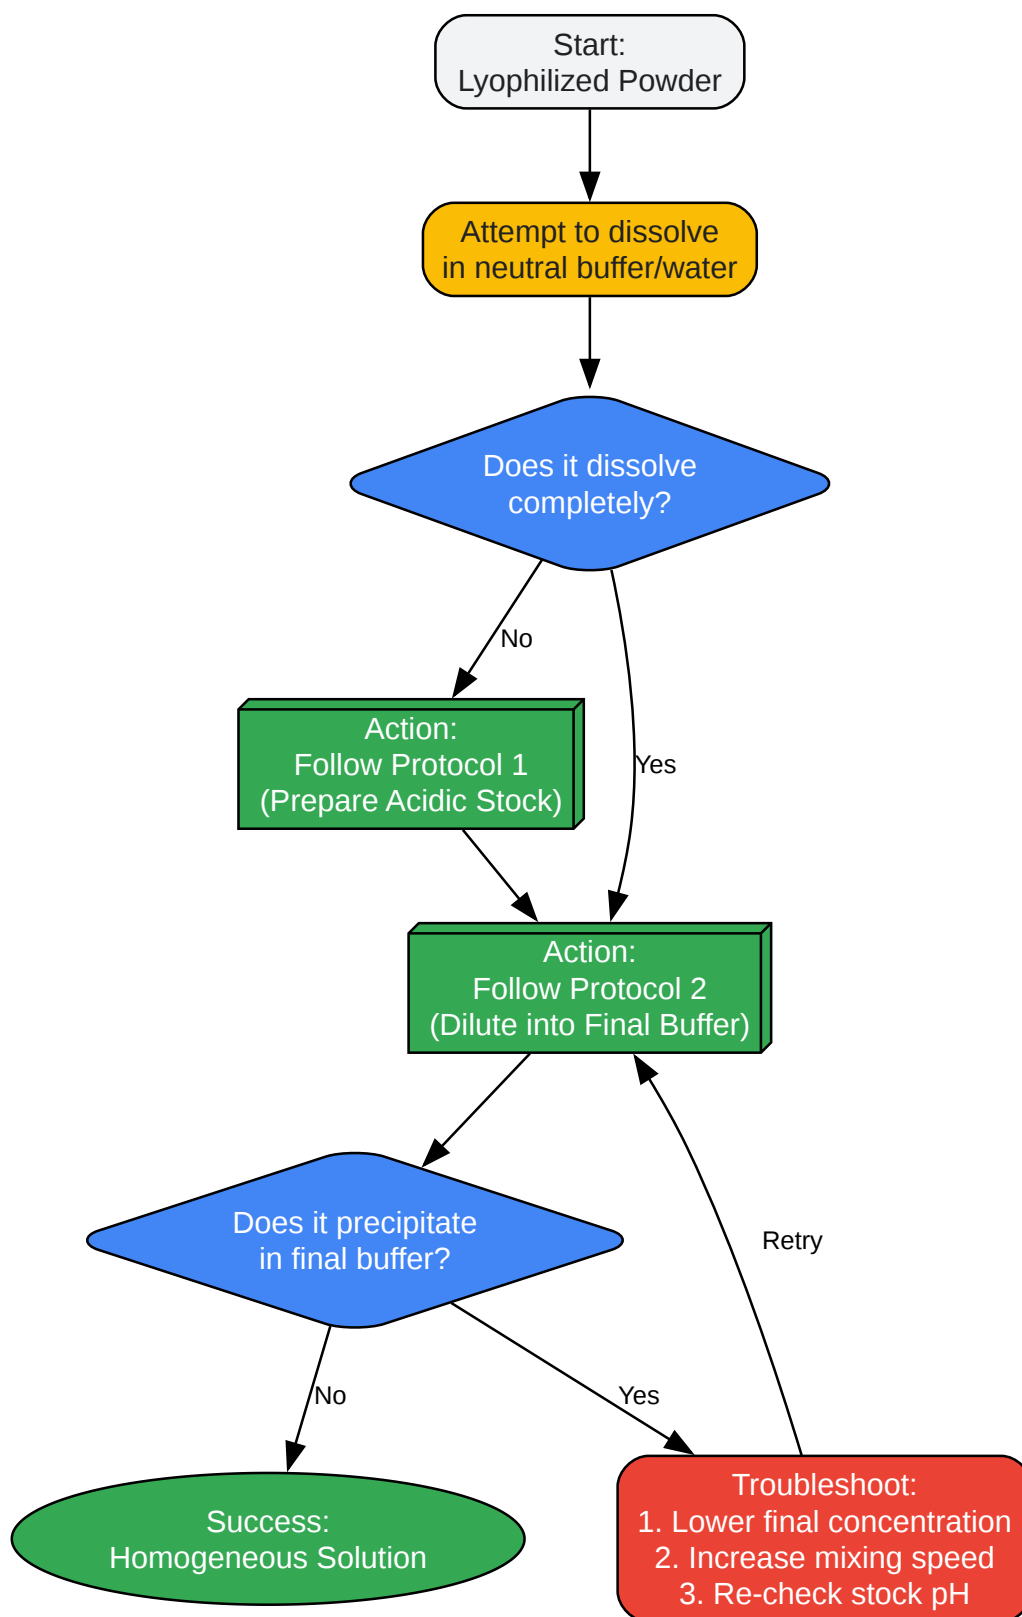 Start:
Lyophilized Powder
Attempt to dissolve
in neutral buffer/water
Does it dissolve
completely?
No
Yes
Action:
Follow Protocol 1
(Prepare Acidic Stock)
Action:
Follow Protocol 2
(Dilute into Final Buffer)
Does it precipitate
in final buffer?
Retry
No
Yes
Success:
Homogeneous Solution
Troubleshoot:
1. Lower final concentration
2. Increase mixing speed
3. Re-check stock pH